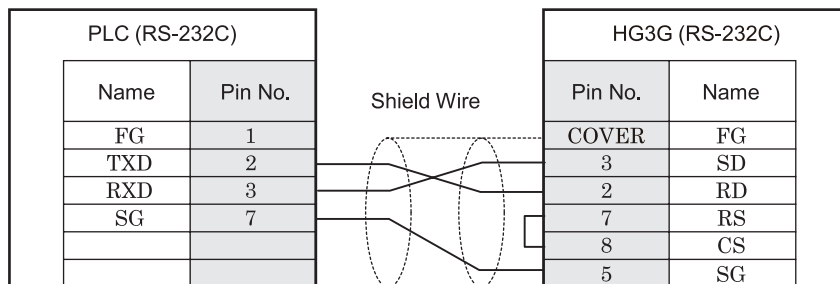 PLC (RS-232C) HG3G (RS-232C)
Name Pin No. Shield Wire Pin No. Name
FG 1 COVER FG
TXD 2 3 SD
RXD 3 2 RD
SG 7 7 RS
8 CS
5 SG